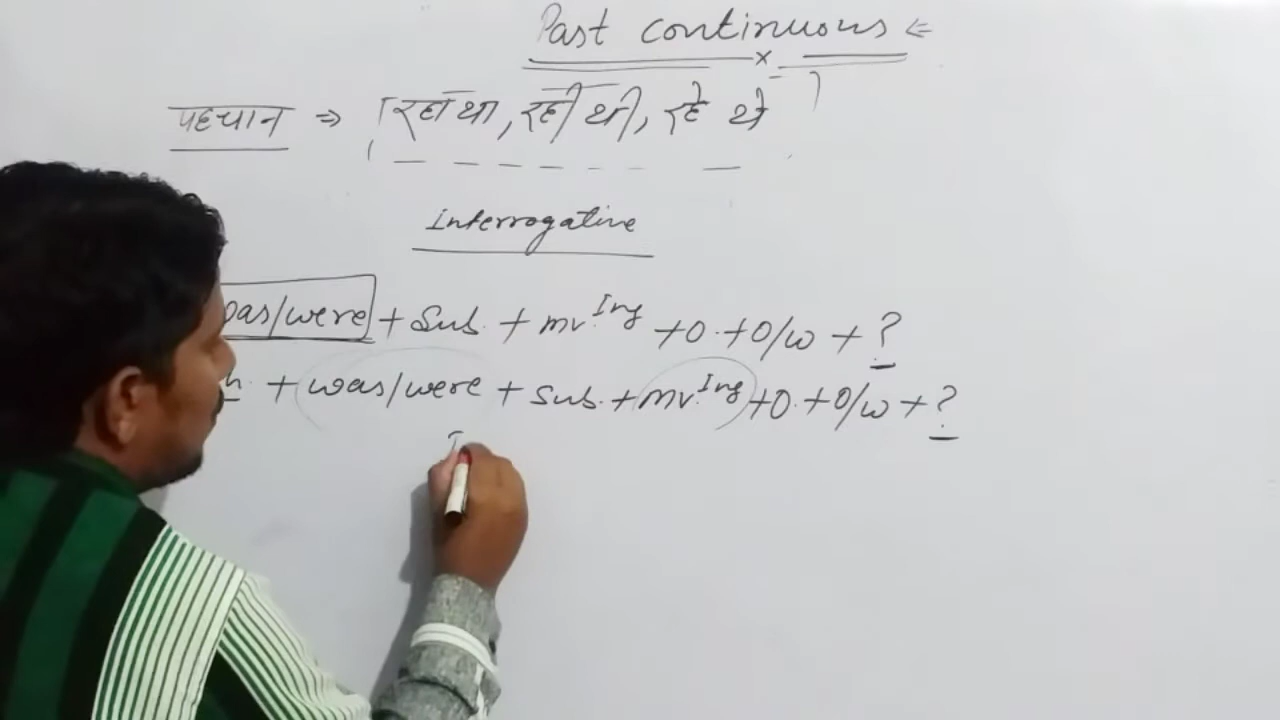 Past continuous ⇐
पहचान ⇒ रहा था, रही थी, रहे थे
Interrogative
was/were + Sub. + mv.Ing + O. + O/w + ?
+ was/were + Sub. + mv.Ing + O. + O/w + ?